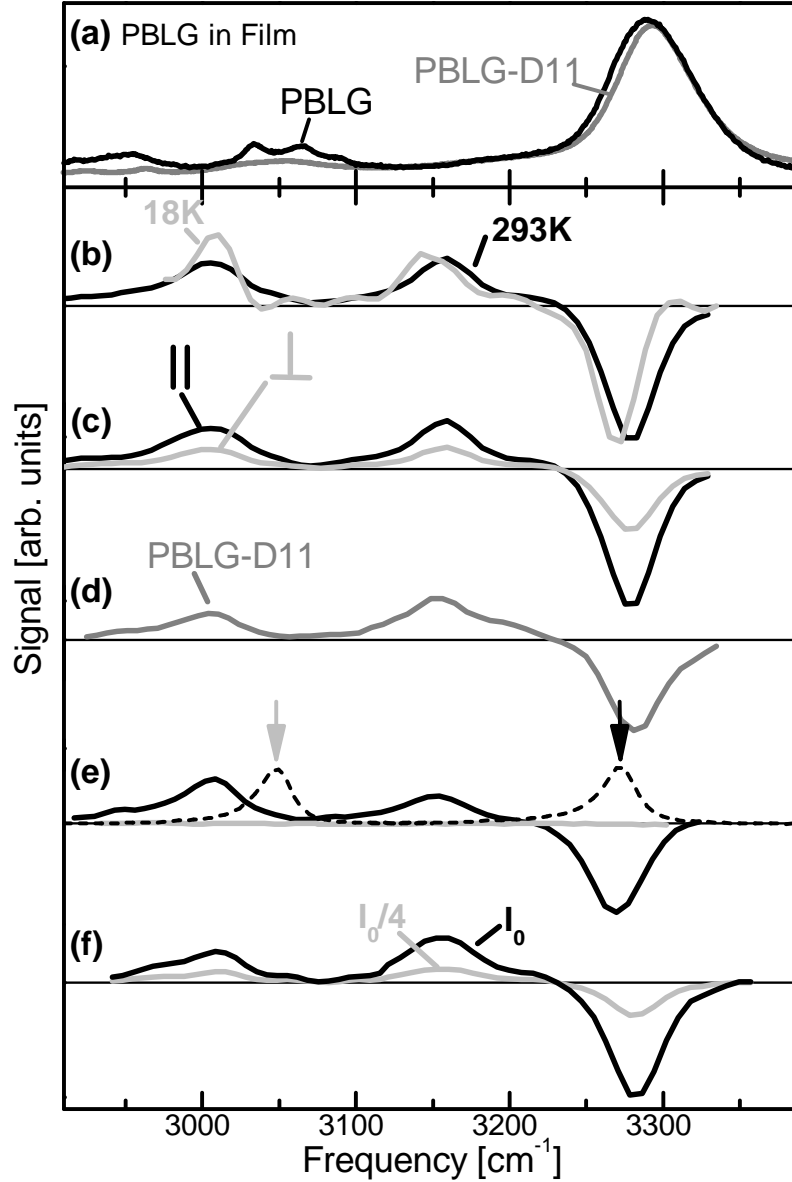 (a) PBLG in Film
PBLG-D11
PBLG
18K
293K
(b)
||
⊥
(c)
PBLG-D11
(d)
(e)
I₀/4
I₀
(f)
Signal [arb. units]
3000 3100 3200 3300
Frequency [cm⁻¹]